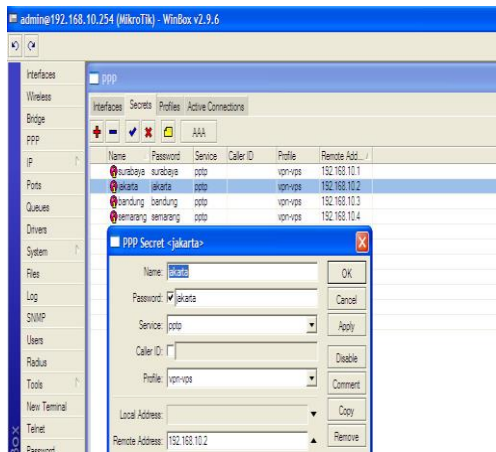 admin@192.168.10.254 (MikroTik) - WinBox v2.9.6
Interfaces
Wireless
Bridge
PPP
IP
Ports
Queues
Drivers
System
Files
Log
SNMP
Users
Radius
Tools
New Terminal
Telnet
Password
BOX
ppp
Interfaces Secrets Profiles Active Connections
AAA
Name Password Service Caller ID Profile Remote Add...
surabaya surabaya pptp vpn-vps 192.168.10.1
jakarta jakarta pptp vpn-vps 192.168.10.2
bandung bandung pptp vpn-vps 192.168.10.3
semarang semarang pptp vpn-vps 192.168.10.4
PPP Secret <jakarta>
Name: jakarta
Password: jakarta
Service: pptp
Caller ID:
Profile: vpn-vps
Local Address:
Remote Address: 192.168.10.2
OK
Cancel
Apply
Disable
Comment
Copy
Remove